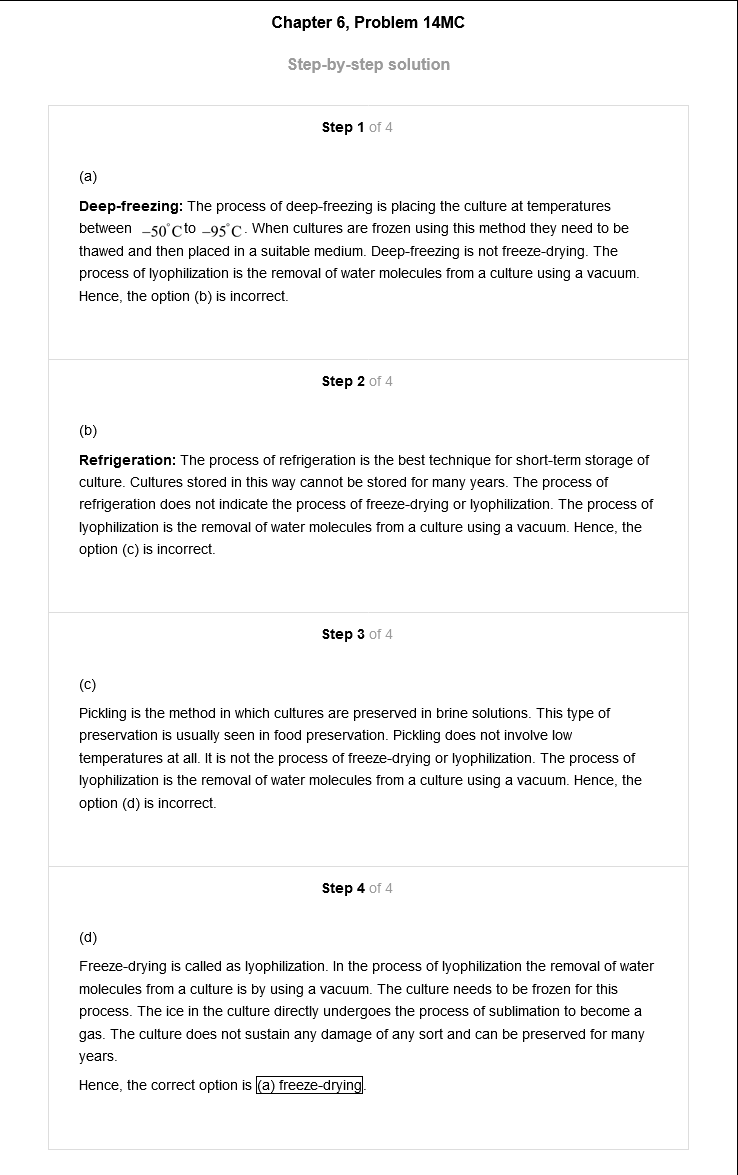 Chapter 6, Problem 14MC
Step-by-step solution
Step 1 of 4
(a)
Deep-freezing: The process of deep-freezing is placing the culture at temperatures
between −50°C to −95°C. When cultures are frozen using this method they need to be
thawed and then placed in a suitable medium. Deep-freezing is not freeze-drying. The
process of lyophilization is the removal of water molecules from a culture using a vacuum.
Hence, the option (b) is incorrect.
Step 2 of 4
(b)
Refrigeration: The process of refrigeration is the best technique for short-term storage of
culture. Cultures stored in this way cannot be stored for many years. The process of
refrigeration does not indicate the process of freeze-drying or lyophilization. The process of
lyophilization is the removal of water molecules from a culture using a vacuum. Hence, the
option (c) is incorrect.
Step 3 of 4
(c)
Pickling is the method in which cultures are preserved in brine solutions. This type of
preservation is usually seen in food preservation. Pickling does not involve low
temperatures at all. It is not the process of freeze-drying or lyophilization. The process of
lyophilization is the removal of water molecules from a culture using a vacuum. Hence, the
option (d) is incorrect.
Step 4 of 4
(d)
Freeze-drying is called as lyophilization. In the process of lyophilization the removal of water
molecules from a culture is by using a vacuum. The culture needs to be frozen for this
process. The ice in the culture directly undergoes the process of sublimation to become a
gas. The culture does not sustain any damage of any sort and can be preserved for many
years.
Hence, the correct option is (a) freeze-drying.